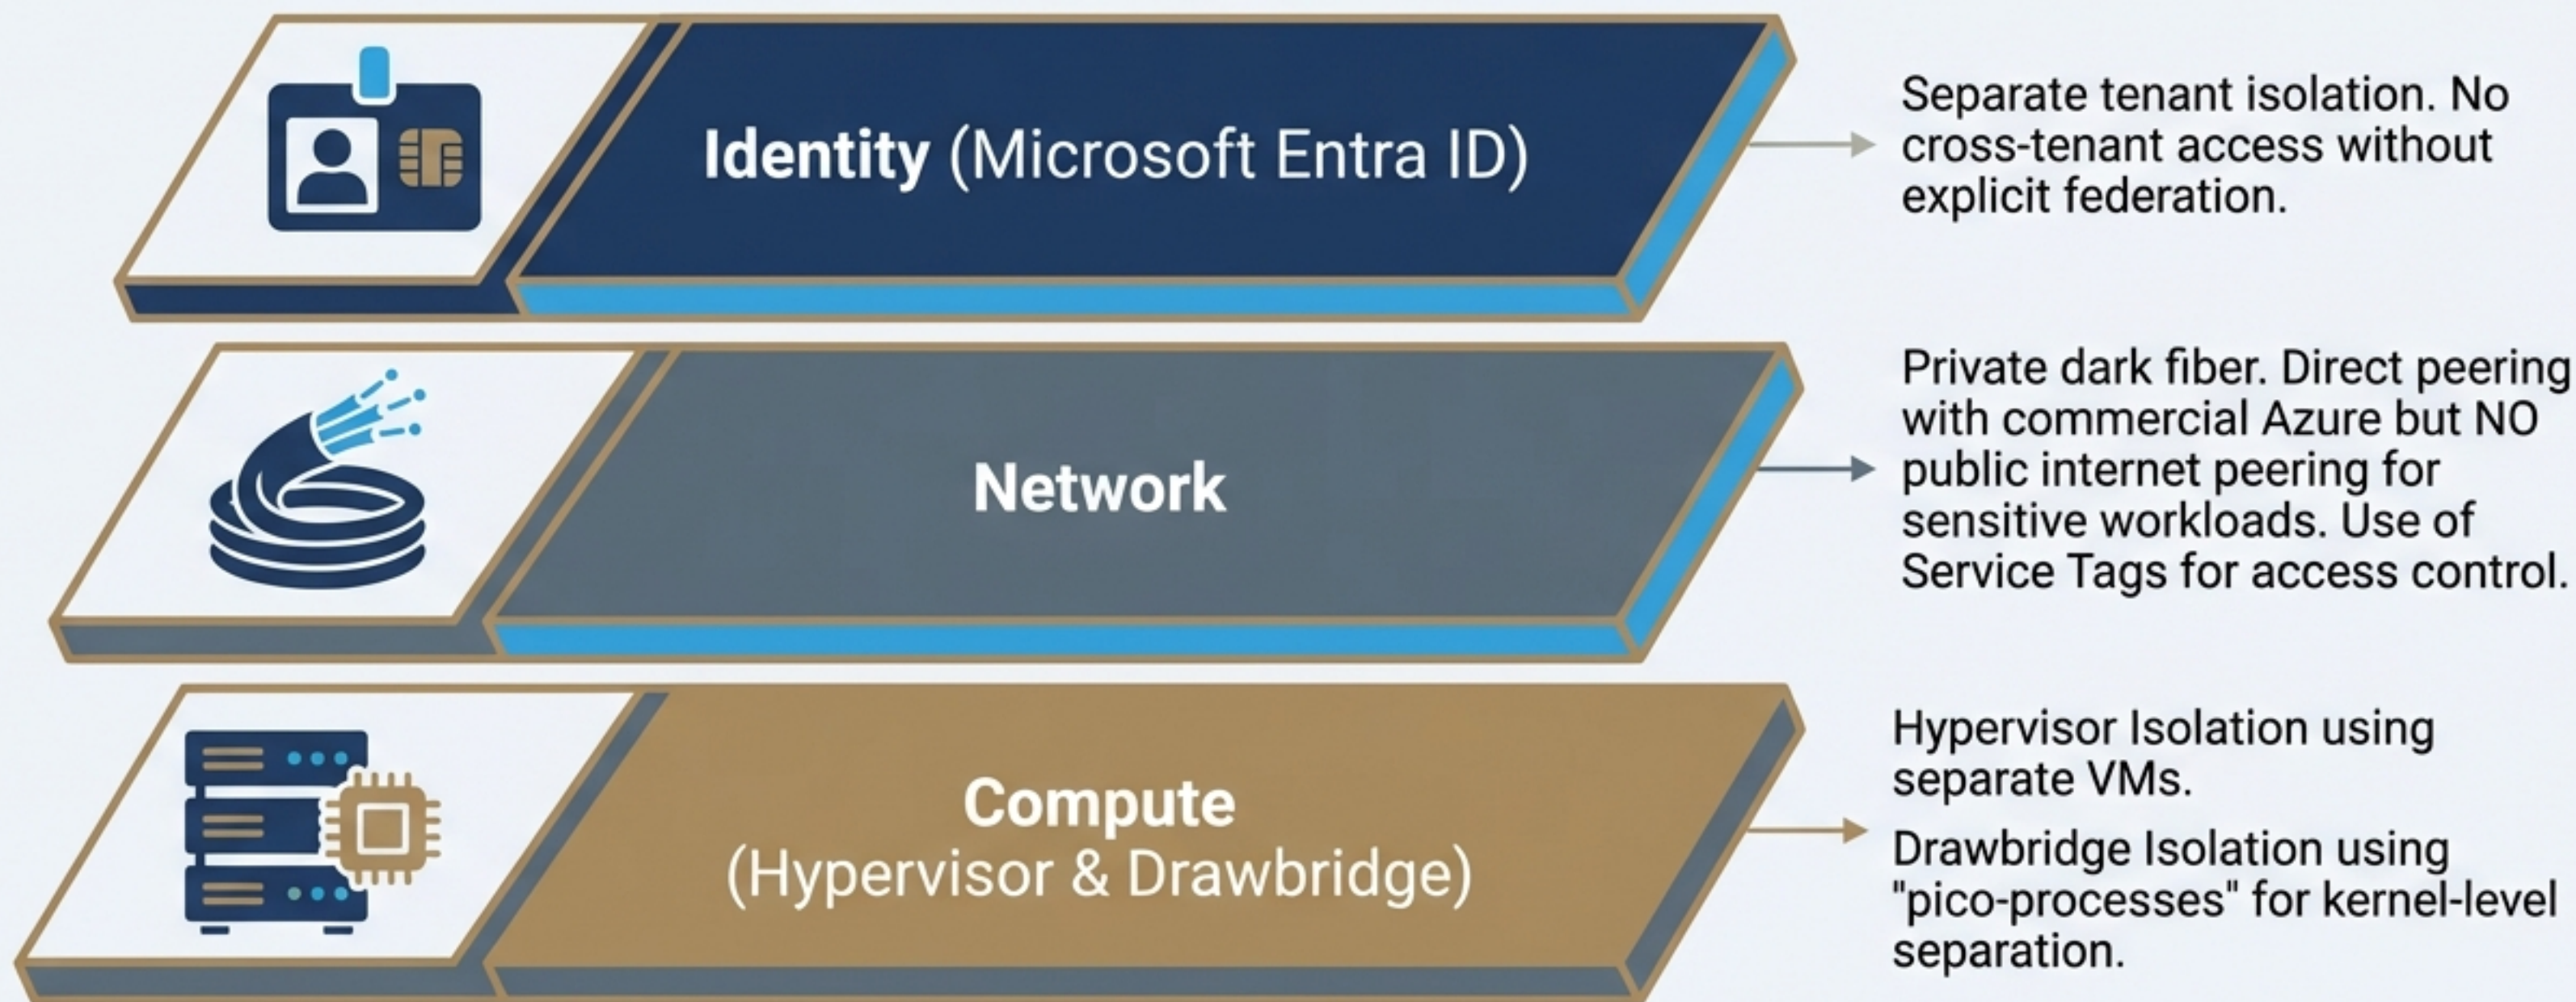 Identity (Microsoft Entra ID)
Separate tenant isolation. No
cross-tenant access without
explicit federation.
Network
Private dark fiber. Direct peering
with commercial Azure but NO
public internet peering for
sensitive workloads. Use of
Service Tags for access control.
Compute
(Hypervisor & Drawbridge)
Hypervisor Isolation using
separate VMs.
Drawbridge Isolation using
"pico-processes" for kernel-level
separation.